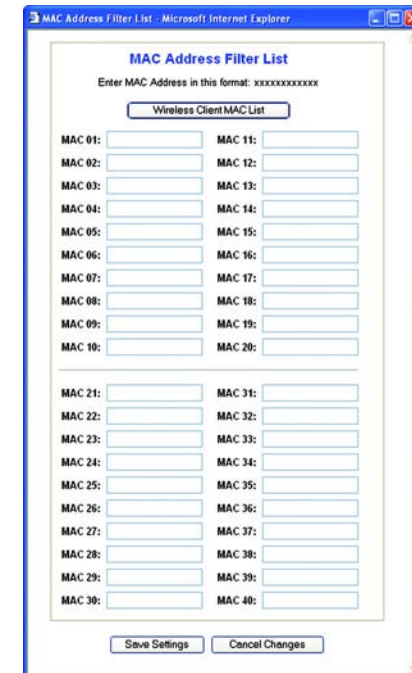 MAC Address Filter List - Microsoft Internet Explorer
MAC Address Filter List
Enter MAC Address in this format: xxxxxxxxxxxx
Wireless Client MAC List
MAC 01: MAC 11:
MAC 02: MAC 12:
MAC 03: MAC 13:
MAC 04: MAC 14:
MAC 05: MAC 15:
MAC 06: MAC 16:
MAC 07: MAC 17:
MAC 08: MAC 18:
MAC 09: MAC 19:
MAC 10: MAC 20:
MAC 21: MAC 31:
MAC 22: MAC 32:
MAC 23: MAC 33:
MAC 24: MAC 34:
MAC 25: MAC 35:
MAC 26: MAC 36:
MAC 27: MAC 37:
MAC 28: MAC 38:
MAC 29: MAC 39:
MAC 30: MAC 40:
Save Settings Cancel Changes